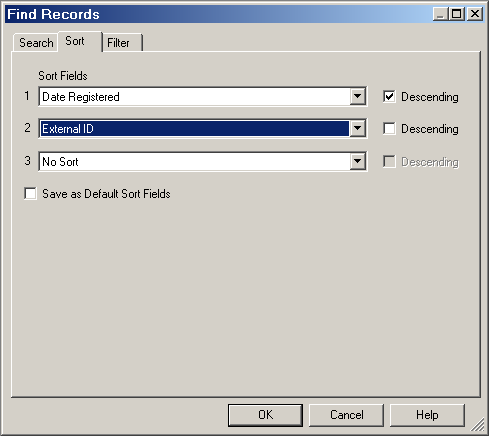 Find Records
Search Sort Filter
Sort Fields
1 Date Registered Descending
2 External ID Descending
3 No Sort Descending
Save as Default Sort Fields
OK Cancel Help